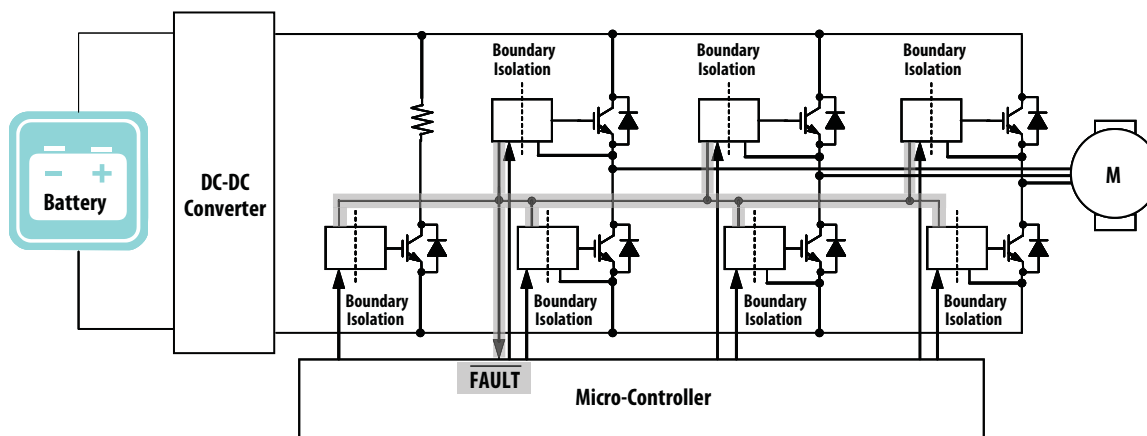 Boundary
Isolation
Boundary
Isolation
Boundary
Isolation
DC-DC
Converter
Battery
M
Boundary
Isolation
Boundary
Isolation
Boundary
Isolation
Boundary
Isolation
FAULT
Micro-Controller